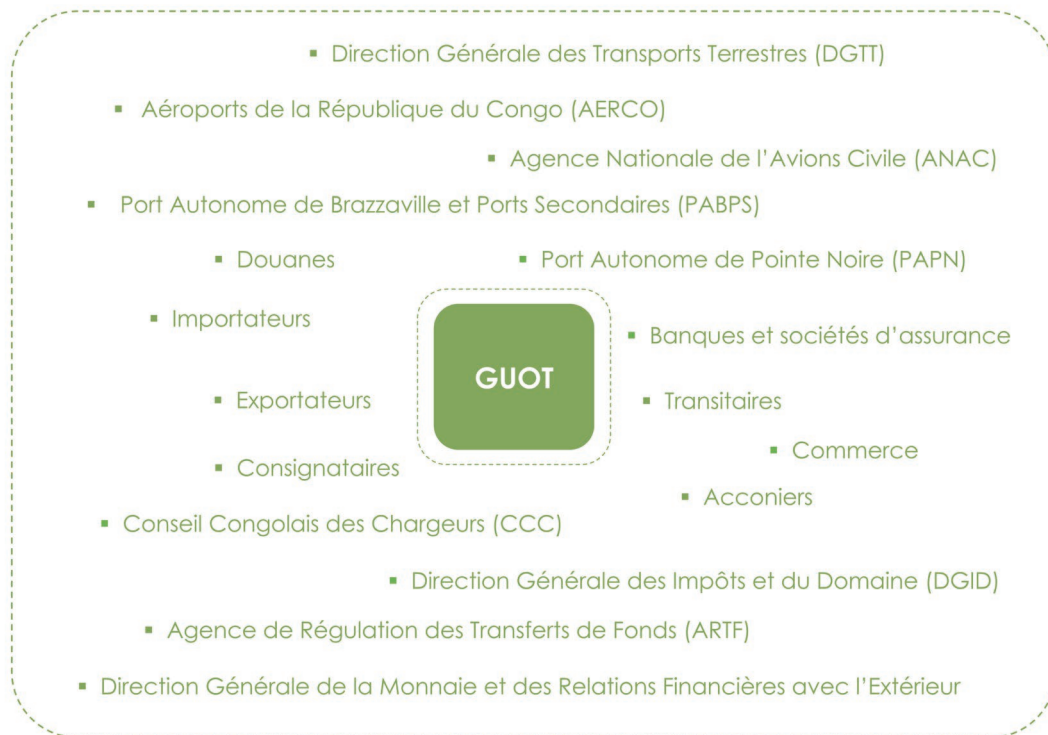 ▪ Direction Générale des Transports Terrestres (DGTT)
▪ Aéroports de la République du Congo (AERCO)
▪ Agence Nationale de l’Avions Civile (ANAC)
▪ Port Autonome de Brazzaville et Ports Secondaires (PABPS)
▪ Douanes
▪ Port Autonome de Pointe Noire (PAPN)
▪ Importateurs
▪ Banques et sociétés d’assurance
GUOT
▪ Exportateurs
▪ Transitaires
▪ Commerce
▪ Consignataires
▪ Acconiers
▪ Conseil Congolais des Chargeurs (CCC)
▪ Direction Générale des Impôts et du Domaine (DGID)
▪ Agence de Régulation des Transferts de Fonds (ARTF)
▪ Direction Générale de la Monnaie et des Relations Financières avec l’Extérieur